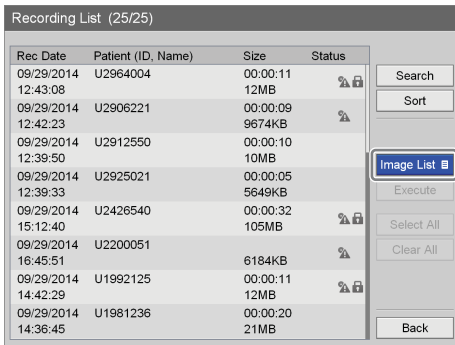 Recording List (25/25)
Rec Date Patient (ID, Name) Size Status
09/29/2014 U2964004 00:00:11
12:43:08 12MB
09/29/2014 U2906221 00:00:09
12:42:23 9674KB
09/29/2014 U2912550 00:00:10
12:39:50 10MB
09/29/2014 U2925021 00:00:05
12:39:33 5649KB
09/29/2014 U2426540 00:00:32
15:12:40 105MB
09/29/2014 U2200051
16:45:51 6184KB
09/29/2014 U1992125 00:00:11
14:42:29 12MB
09/29/2014 U1981236 00:00:20
14:36:45 21MB
Search
Sort
Image List
Execute
Select All
Clear All
Back